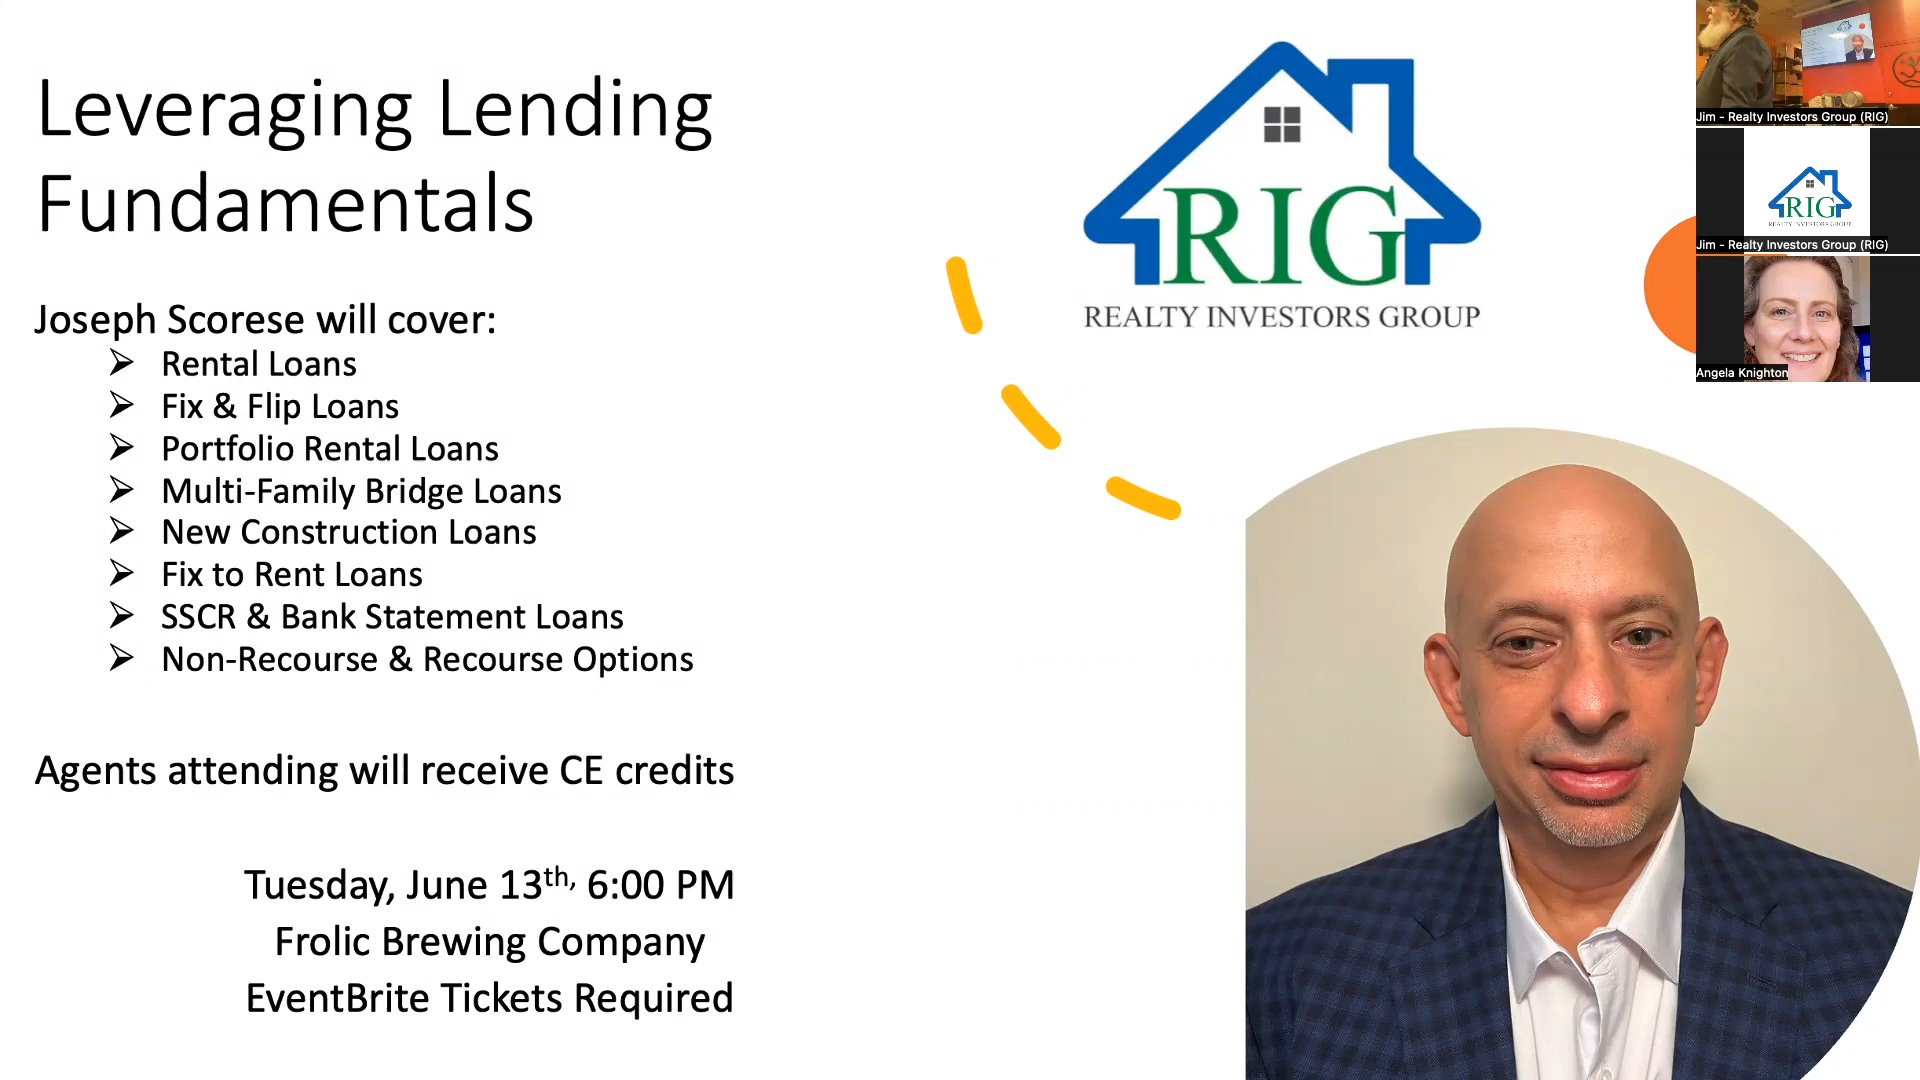 Leveraging Lending
Fundamentals
Joseph Scorese will cover:
➢ Rental Loans
➢ Fix & Flip Loans
➢ Portfolio Rental Loans
➢ Multi-Family Bridge Loans
➢ New Construction Loans
➢ Fix to Rent Loans
➢ SSCR & Bank Statement Loans
➢ Non-Recourse & Recourse Options
Agents attending will receive CE credits
Tuesday, June 13th, 6:00 PM
Frolic Brewing Company
EventBrite Tickets Required
RIG
REALTY INVESTORS GROUP
Jim - Realty Investors Group (RIG)
RIG
REALTY INVESTORS GROUP
Jim - Realty Investors Group (RIG)
Angela Knighton